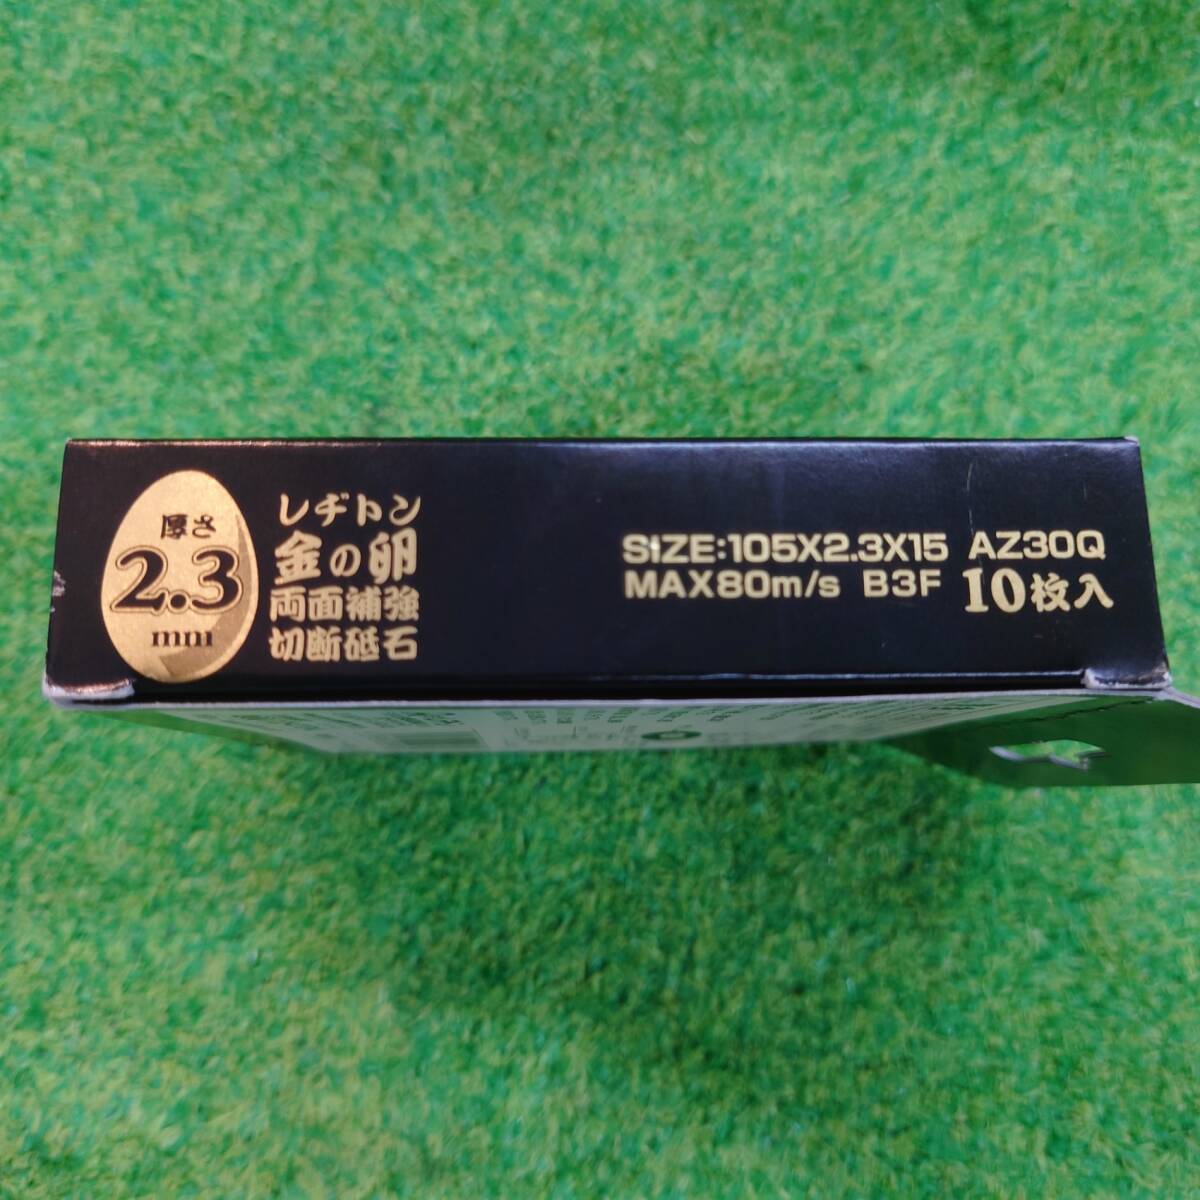 厚さ
2.3
mm
レヂトン
金の卵
両面補強
切断砥石
SIZE:105X2.3X15 AZ30Q
MAX80m/s B3F 10枚入